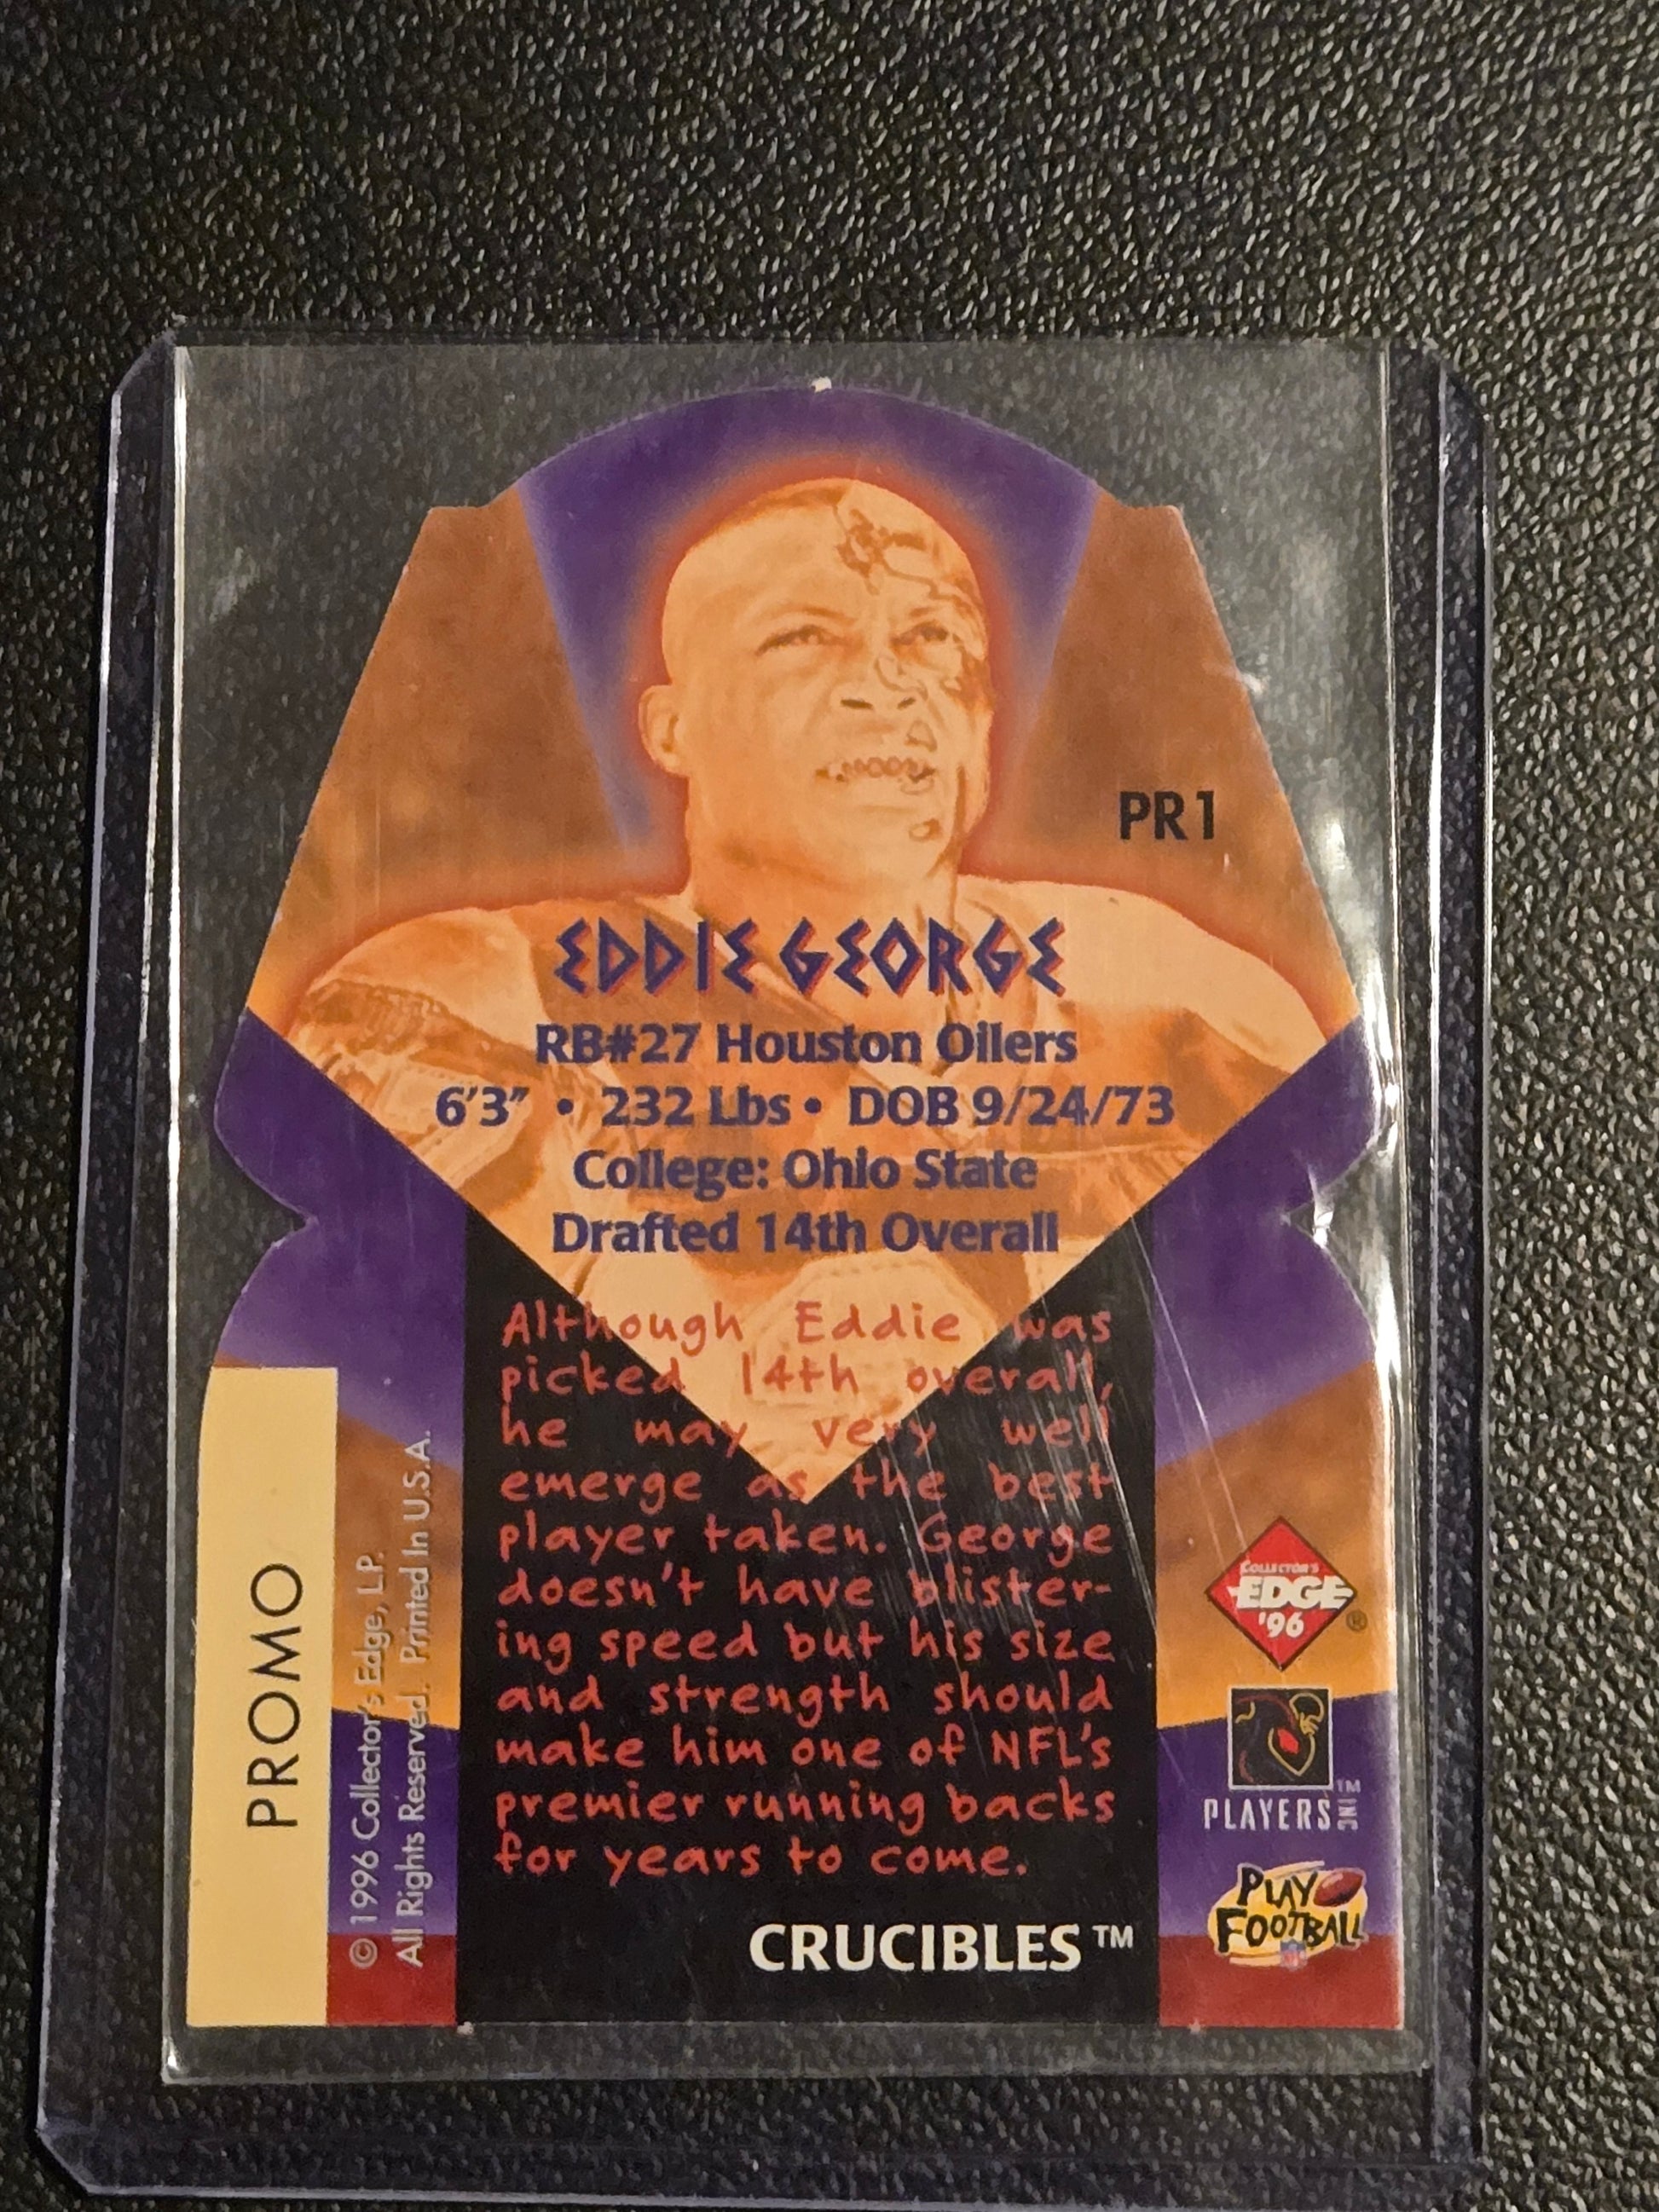 PR1
EDDIE GEORGE
RB#27 Houston Oilers
6'3" • 232 Lbs • DOB 9/24/73
College: Ohio State
Drafted 14th Overall
Although Eddie was
picked 14th overall,
he may very well
emerge as the best
player taken. George
doesn't have blister-
ing speed but his size
and strength should
make him one of NFL's
premier running backs
for years to come.
CRUCIBLES™
PROMO
© 1996 Collector's Edge, L.P.
All Rights Reserved. Printed In U.S.A.
COLLECTOR'S
EDGE
'96 ®
PLAYERS INC™
PLAY
FOOTBALL